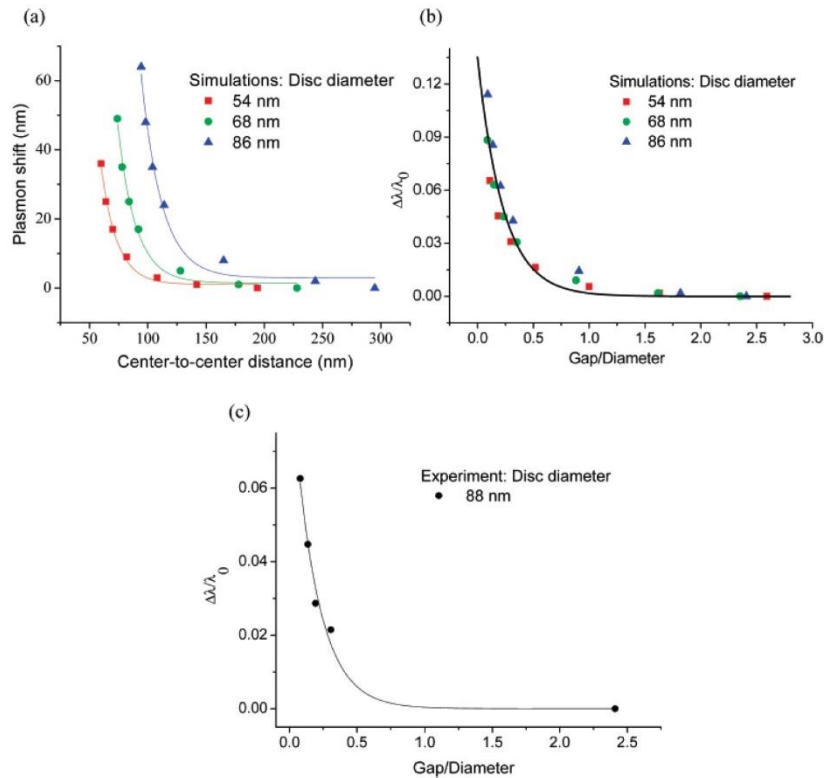 (a)
Plasmon shift (nm)
60
40
20
0
50
100
150
200
250
300
Center-to-center distance (nm)
Simulations: Disc diameter
54 nm
68 nm
86 nm
(b)
Δλ/λ0
0.12
0.09
0.06
0.03
0.00
0.0
0.5
1.0
1.5
2.0
2.5
3.0
Gap/Diameter
Simulations: Disc diameter
54 nm
68 nm
86 nm
(c)
Δλ/λ0
0.06
0.04
0.02
0.00
0.0
0.5
1.0
1.5
2.0
2.5
Gap/Diameter
Experiment: Disc diameter
88 nm